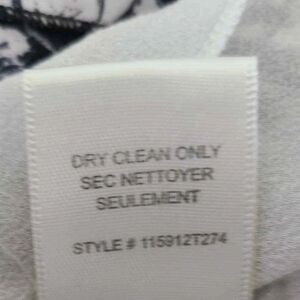 DRY CLEAN ONLY
SEC NETTOYER
SEULEMENT
STYLE # 115912T274